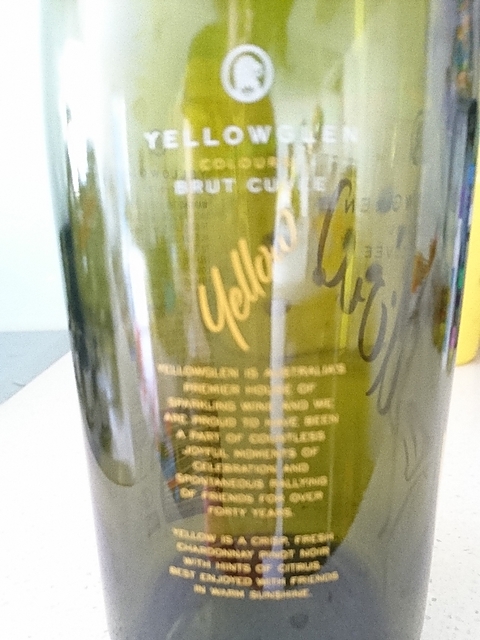 YELLOWGLEN
COLOURS
BRUT CUVEE
Yellow
YELLOWGLEN IS AUSTRALIA'S
PREMIER HOUSE OF
SPARKLING WINE AND WE
ARE PROUD TO HAVE BEEN
A PART OF COUNTLESS
JOYFUL MOMENTS OF
CELEBRATION AND
SPONTANEOUS RALLYING
OF FRIENDS FOR OVER
FORTY YEARS.
YELLOW IS A CRISP, FRESH
CHARDONNAY PINOT NOIR
WITH HINTS OF CITRUS
BEST ENJOYED WITH FRIENDS
IN WARM SUNSHINE.